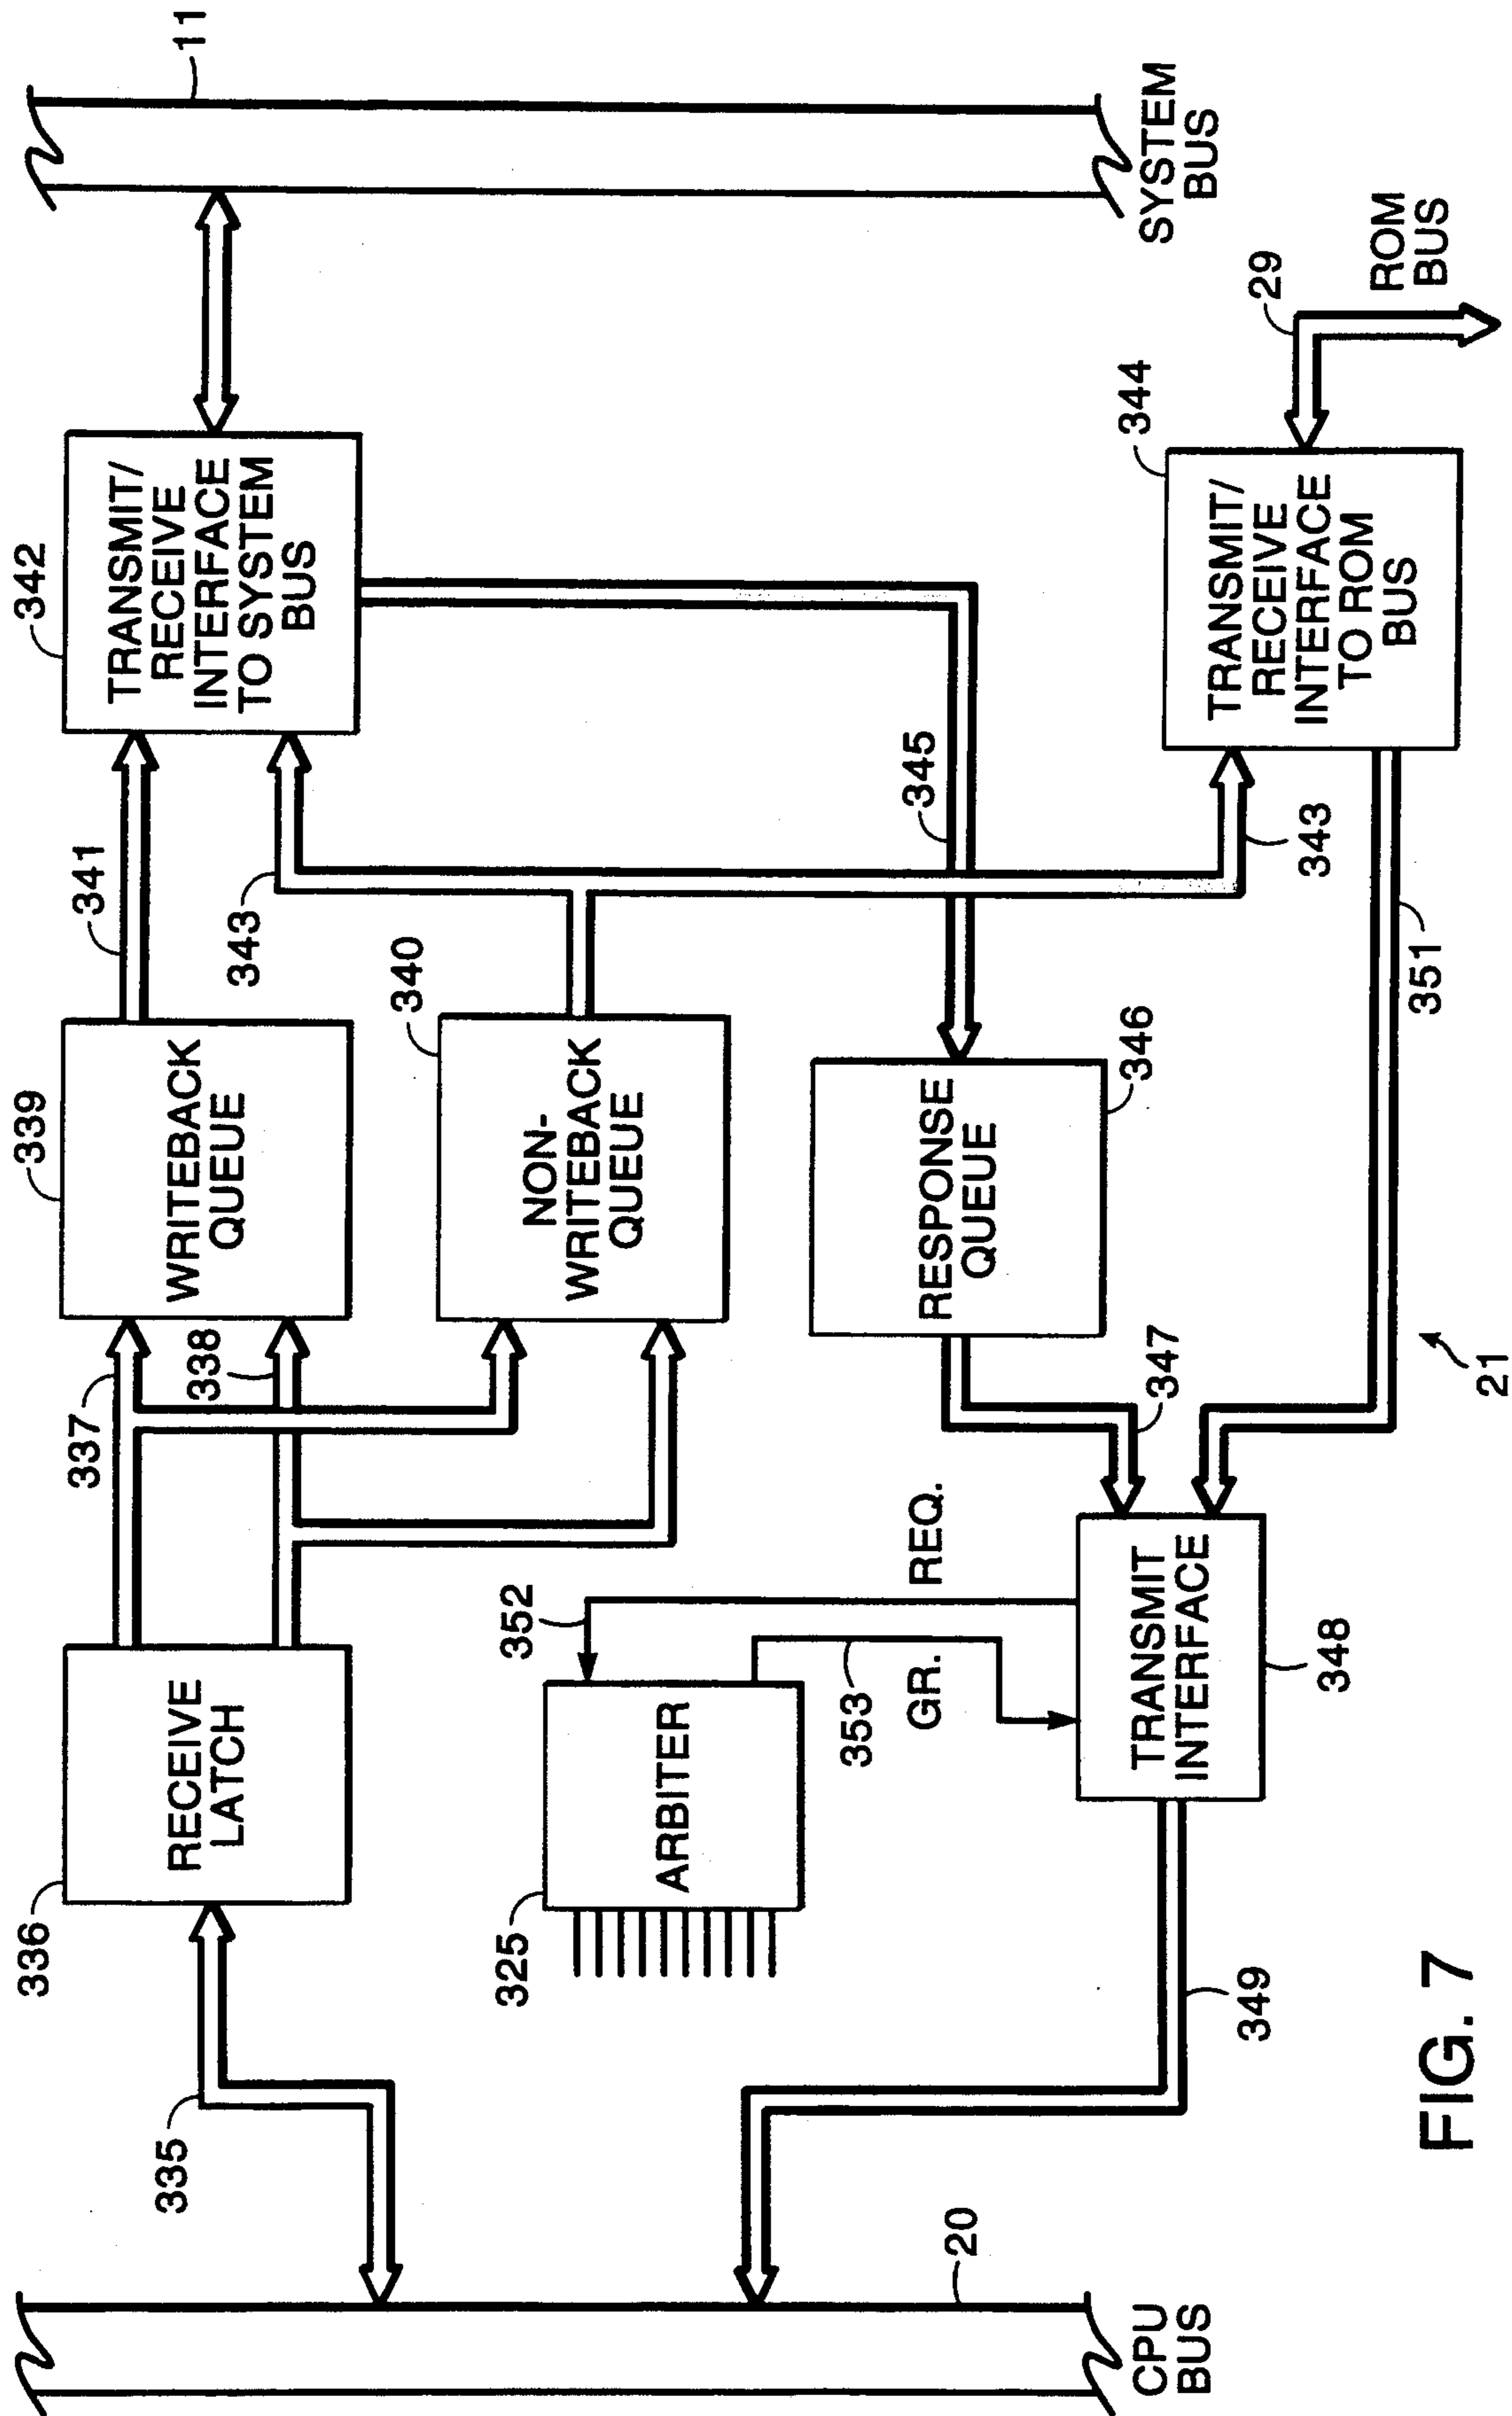 11
SYSTEM
BUS
342
TRANSMIT/
RECEIVE
INTERFACE
TO SYSTEM
BUS
29
ROM
BUS
344
TRANSMIT/
RECEIVE
INTERFACE
TO ROM
BUS
341
343
345
343
351
339
WRITEBACK
QUEUE
340
NON-
WRITEBACK
QUEUE
RESPONSE
QUEUE
346
337
338
347
21
336
RECEIVE
LATCH
352
REQ.
353
GR.
325
ARBITER
TRANSMIT
INTERFACE
348
335
349
20
CPU
BUS
FIG. 7